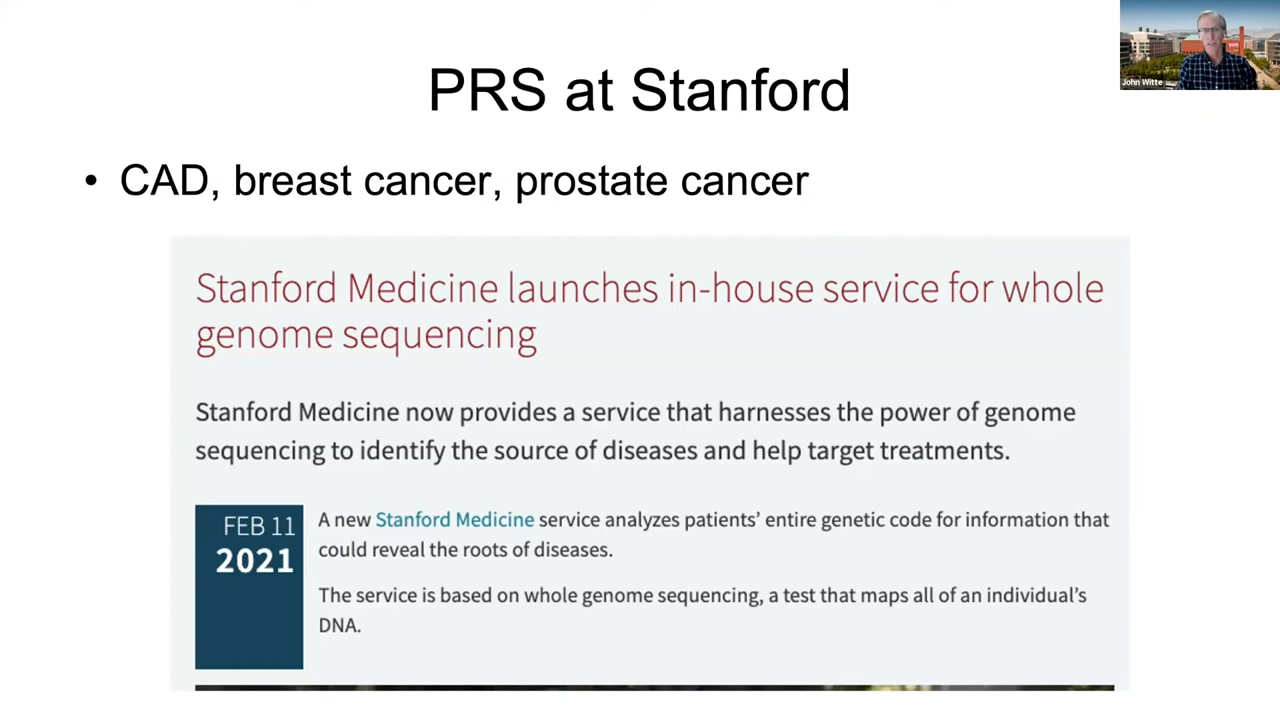 PRS at Stanford
John Witte
• CAD, breast cancer, prostate cancer
Stanford Medicine launches in-house service for whole
genome sequencing
Stanford Medicine now provides a service that harnesses the power of genome
sequencing to identify the source of diseases and help target treatments.
FEB 11
2021
A new Stanford Medicine service analyzes patients’ entire genetic code for information that
could reveal the roots of diseases.
The service is based on whole genome sequencing, a test that maps all of an individual’s
DNA.